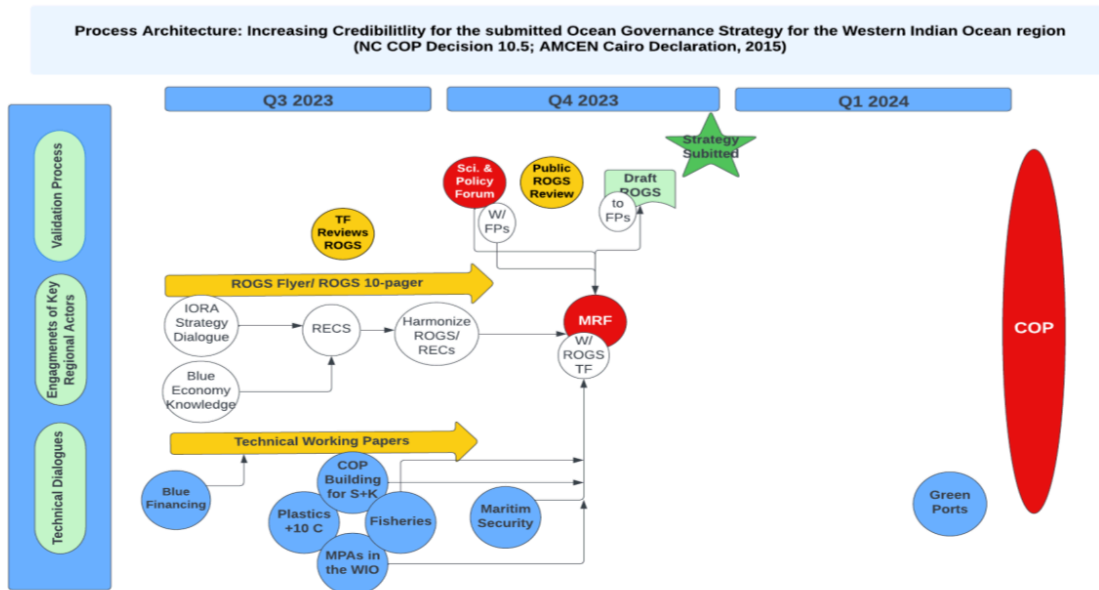 Process Architecture: Increasing Credibilitlity for the submitted Ocean Governance Strategy for the Western Indian Ocean region
(NC COP Decision 10.5; AMCEN Cairo Declaration, 2015)
Q3 2023
Q4 2023
Q1 2024
Validation Process
Engagmenets of Key
Regional Actors
Technical Dialogues
Strategy
Subitted
Sci. &
Policy
Forum
W/
FPs
Public
ROGS
Review
Draft
ROGS
to
FPs
TF
Reviews
ROGS
ROGS Flyer/ ROGS 10-pager
IORA
Strategy
Dialogue
RECS
Harmonize
ROGS/
RECs
MRF
W/
ROGS
TF
Blue
Economy
Knowledge
COP
Technical Working Papers
Blue
Financing
COP
Building
for S+K
Plastics
+10 C
Fisheries
MPAs in
the WIO
Maritim
Security
Green
Ports